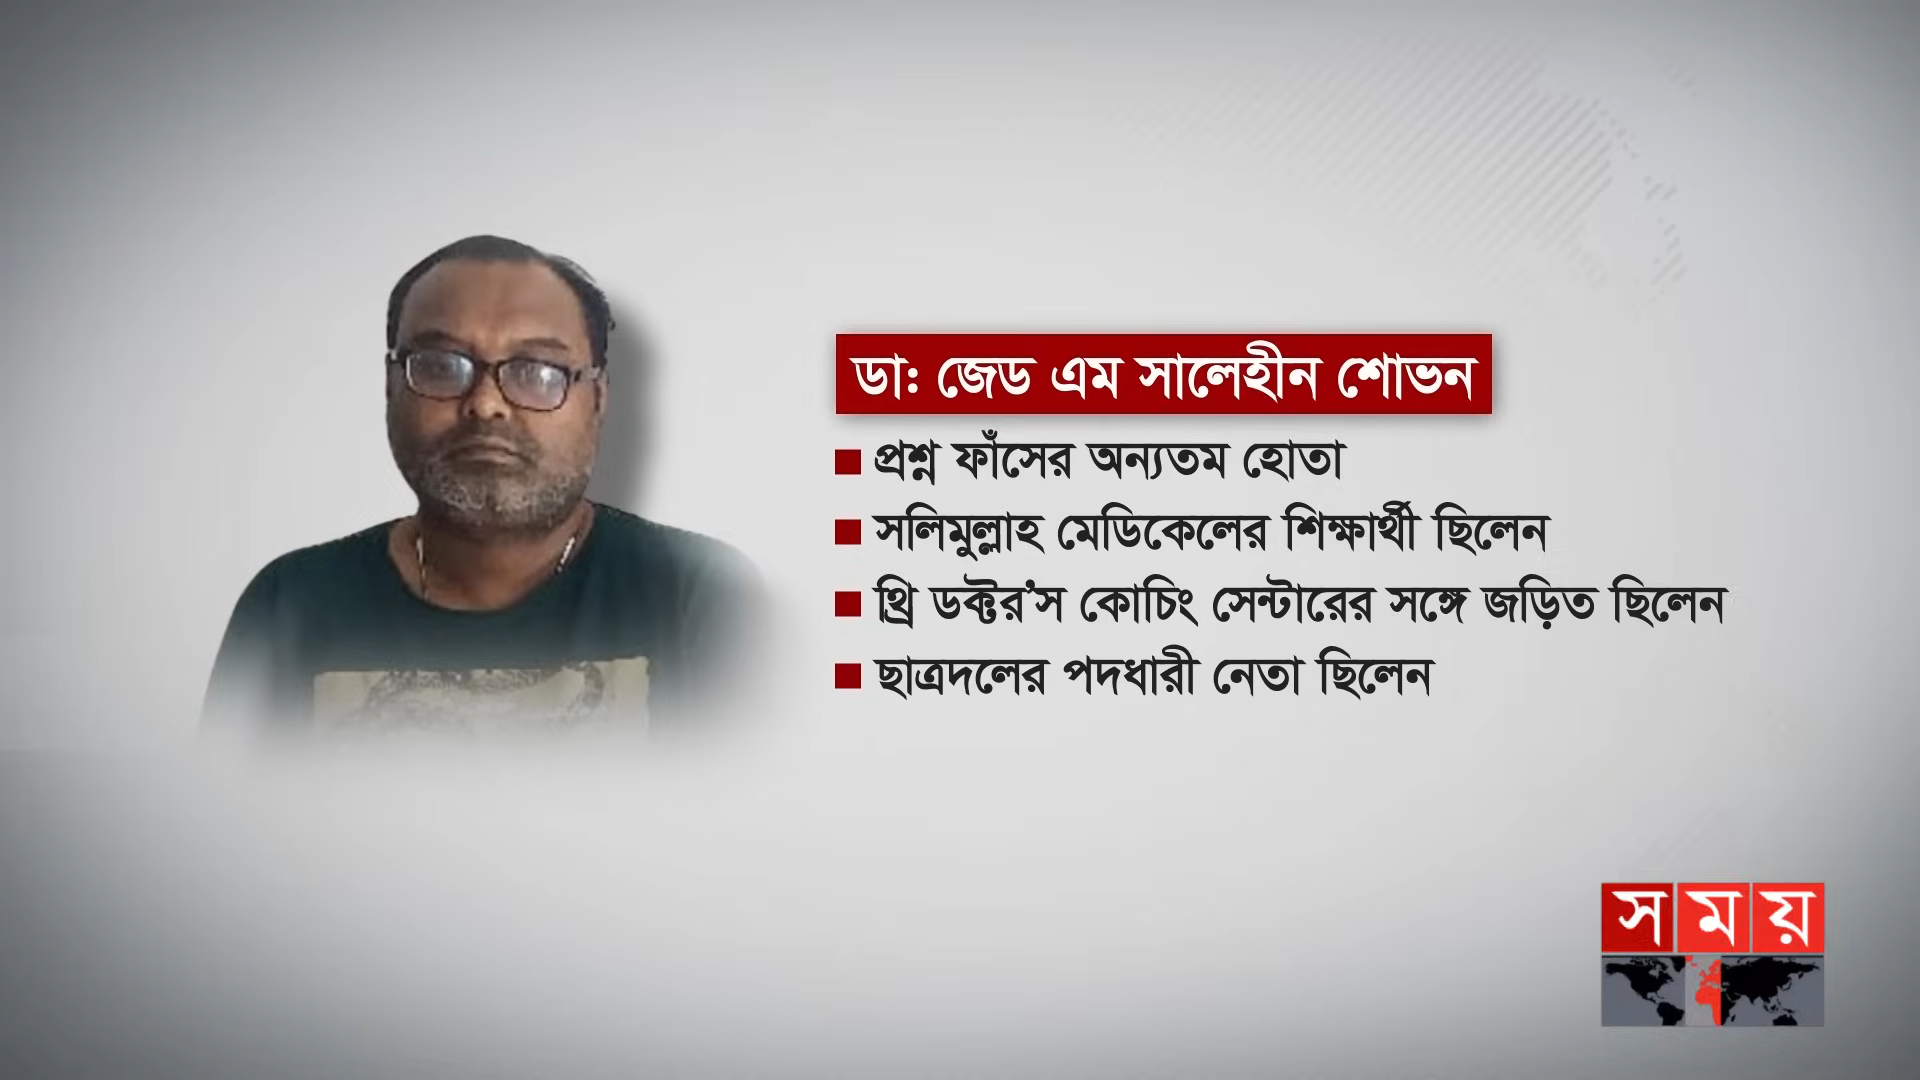 ডা: জেড এম সালেহীন শোভন
প্রশ্ন ফাঁসের অন্যতম হোতা
সলিমুল্লাহ মেডিকেলের শিক্ষার্থী ছিলেন
থ্রি ডক্টর’স কোচিং সেন্টারের সঙ্গে জড়িত ছিলেন
ছাত্রদলের পদধারী নেতা ছিলেন
সময়